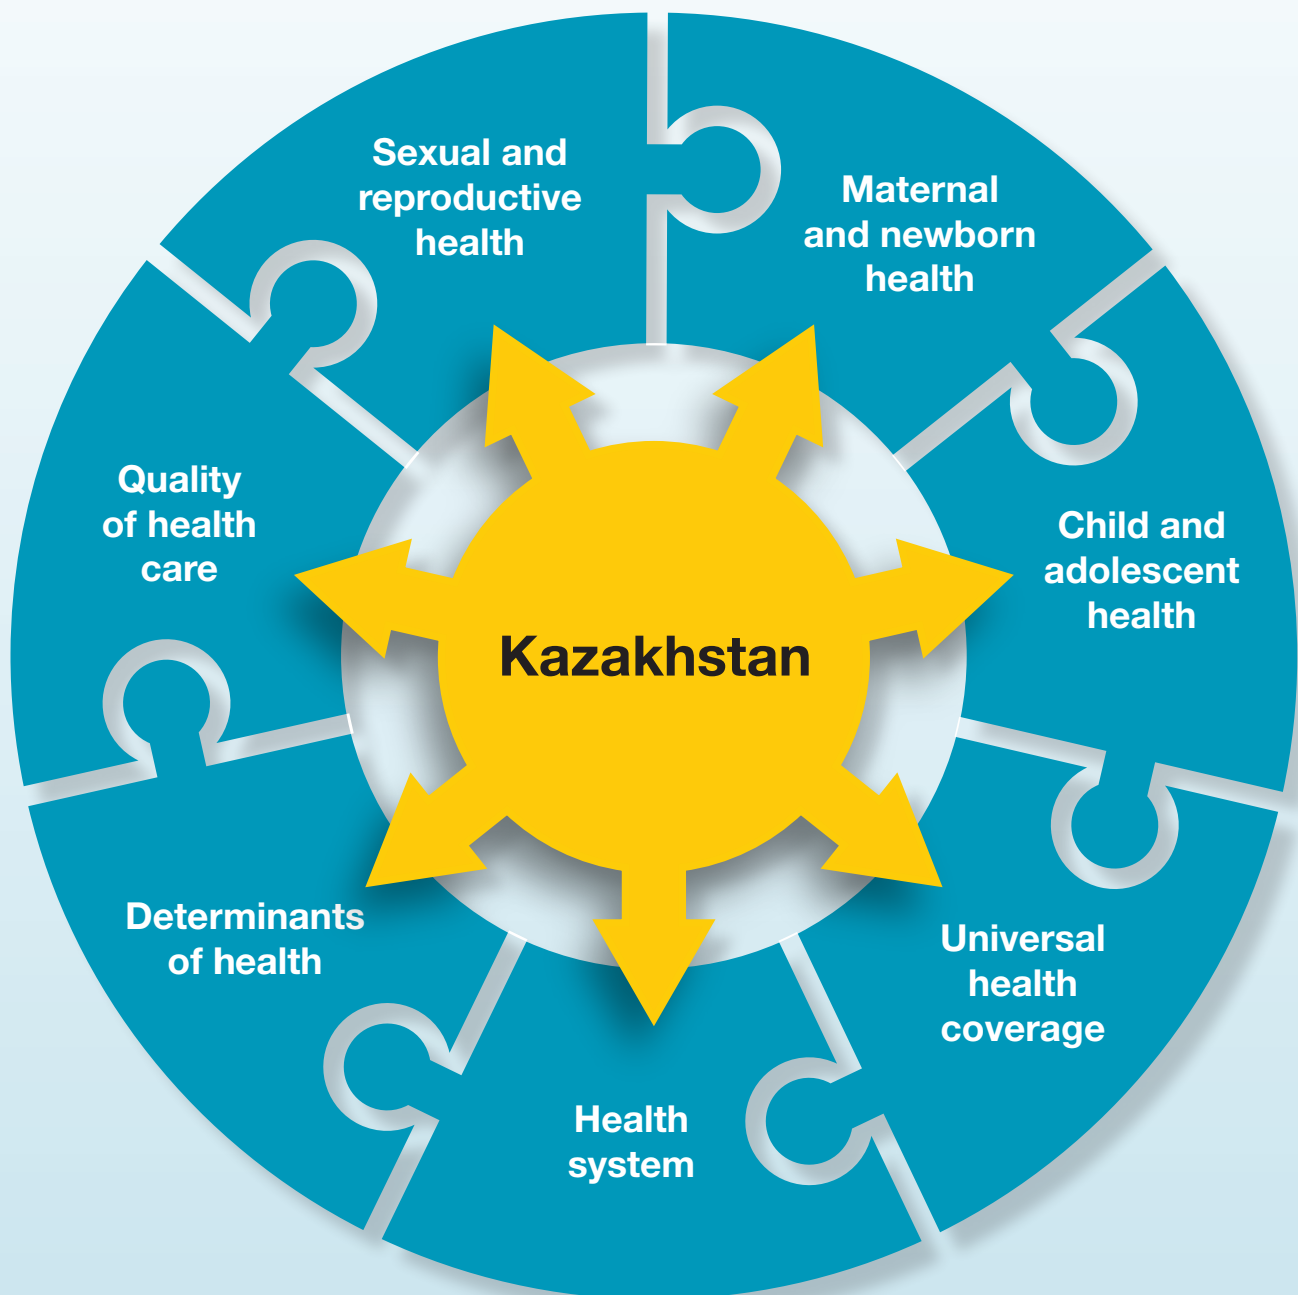 Sexual and
reproductive
health
Maternal
and newborn
health
Quality
of health
care
Child and
adolescent
health
Kazakhstan
Determinants
of health
Universal
health
coverage
Health
system